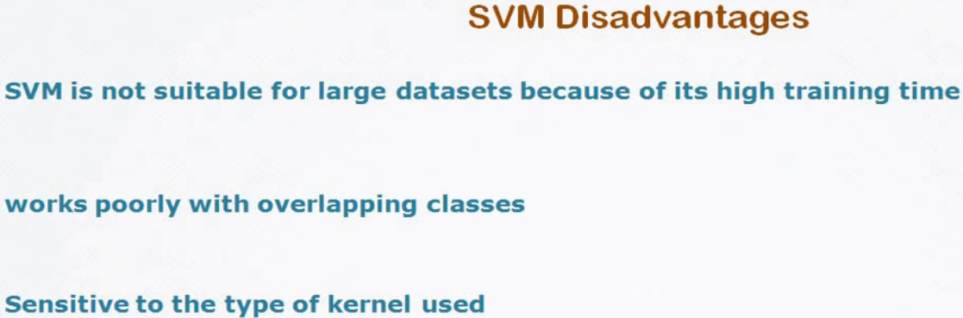 SVM Disadvantages
SVM is not suitable for large datasets because of its high training time
works poorly with overlapping classes
Sensitive to the type of kernel used